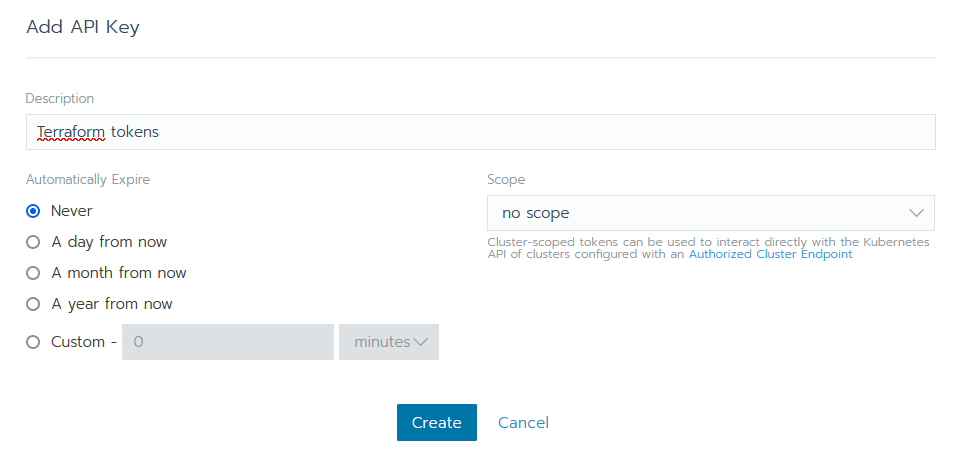 Add API Key
Description
Terraform tokens
Automatically Expire
Never
A day from now
A month from now
A year from now
Custom - 0 minutes
Scope
no scope
Cluster-scoped tokens can be used to interact directly with the Kubernetes
API of clusters configured with an Authorized Cluster Endpoint
Create Cancel